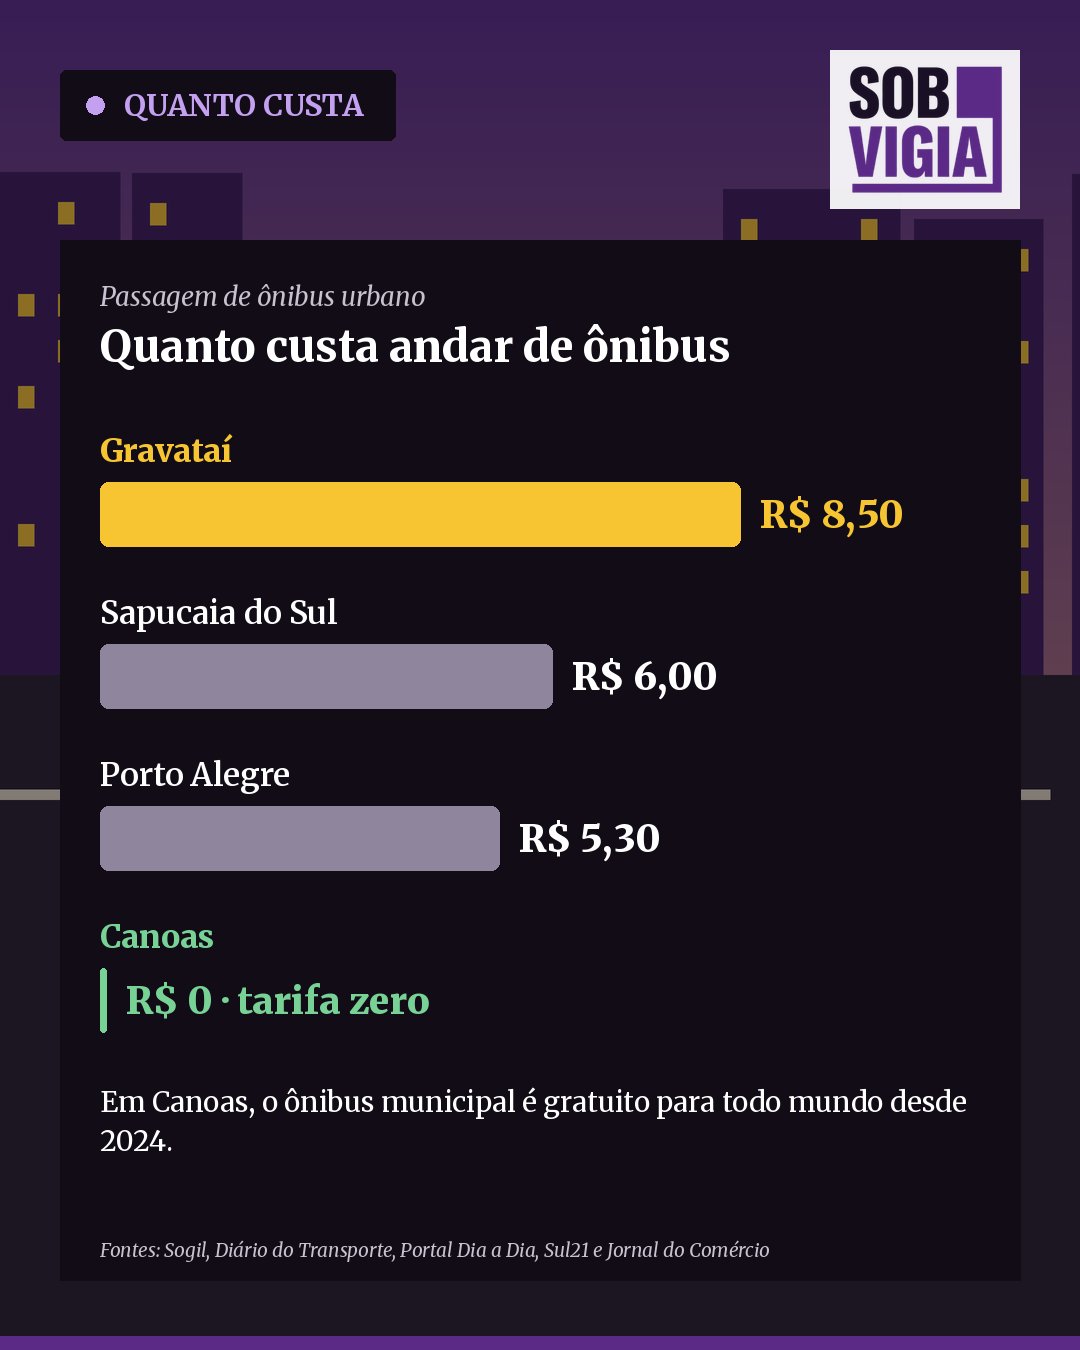 QUANTO CUSTA
SOB
VIGIA
Passagem de ônibus urbano
Quanto custa andar de ônibus
Gravataí
R$ 8,50
Sapucaia do Sul
R$ 6,00
Porto Alegre
R$ 5,30
Canoas
R$ 0 · tarifa zero
Em Canoas, o ônibus municipal é gratuito para todo mundo desde
2024.
Fontes: Sogil, Diário do Transporte, Portal Dia a Dia, Sul21 e Jornal do Comércio